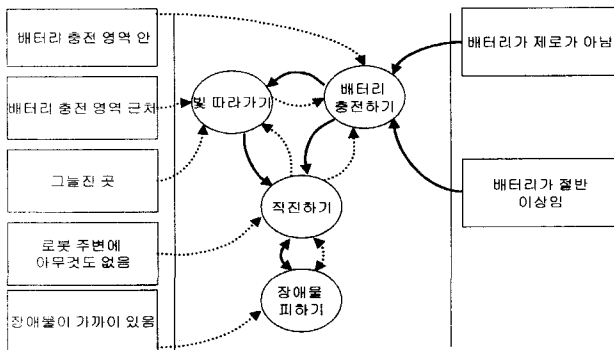 배터리 충전 영역 안
배터리 충전 영역 근처
그늘진 곳
로봇 주변에
아무것도 없음
장애물이 가까이 있음
빛 따라가기
배터리
충전하기
직진하기
장애물
피하기
배터리가 제로가 아님
배터리가 절반
이상임